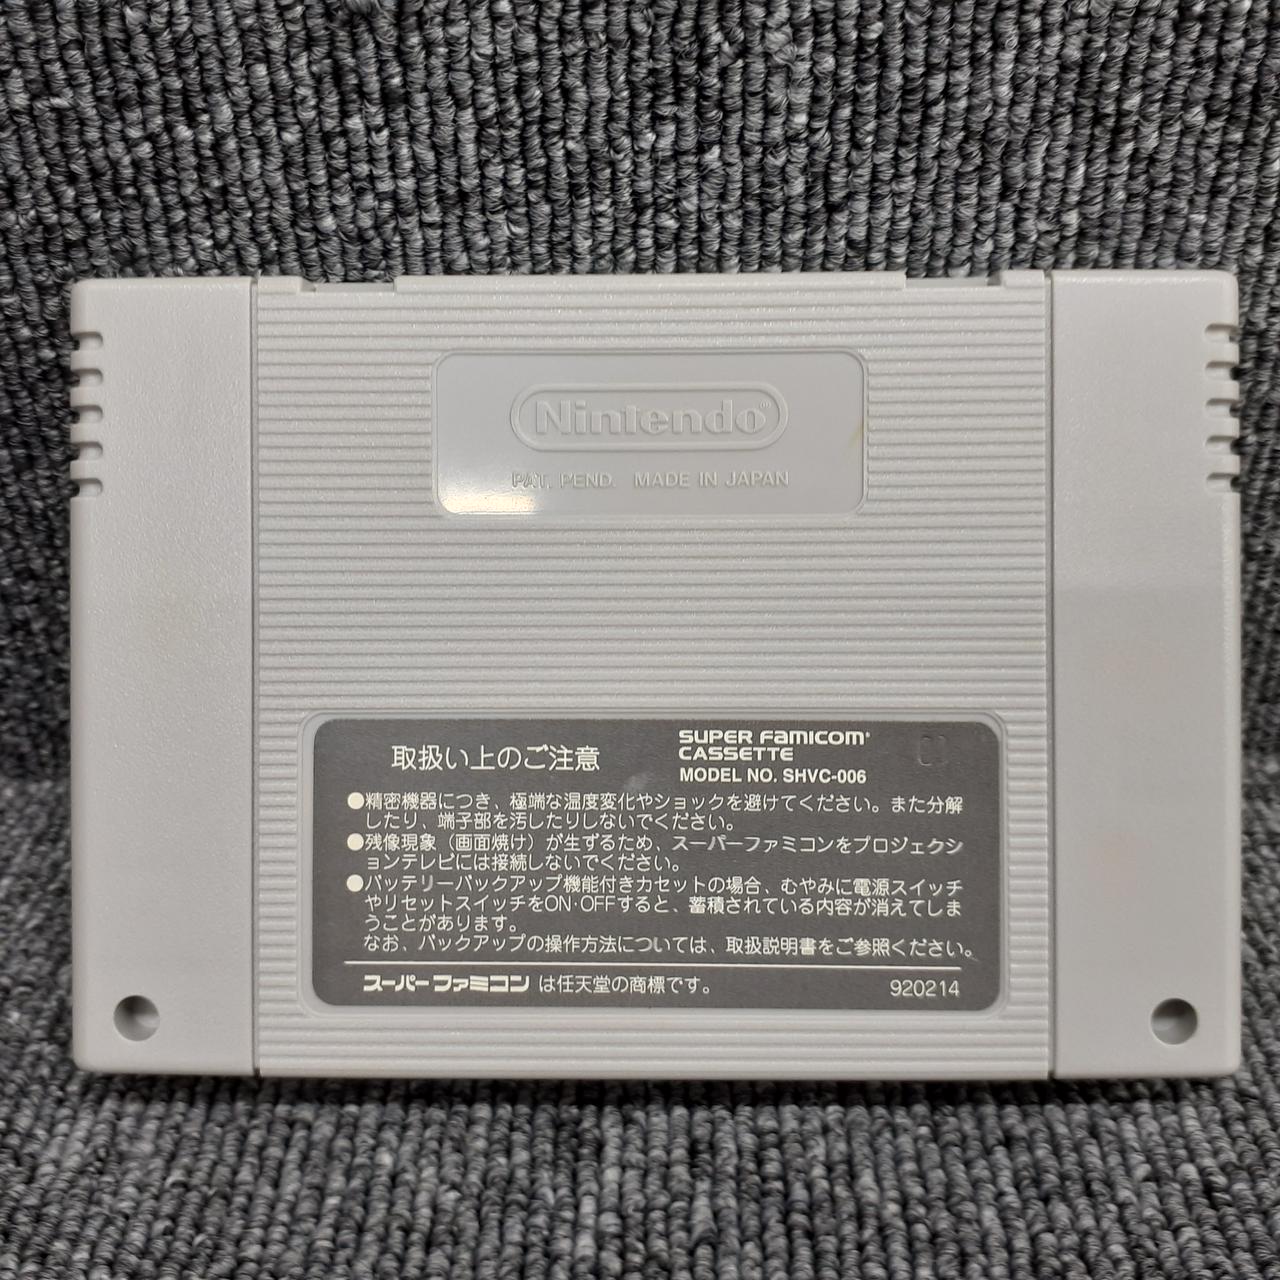 Nintendo®
PAT. PEND. MADE IN JAPAN
取扱い上のご注意
SUPER FAMICOM®
CASSETTE
MODEL NO. SHVC-006
●精密機器につき、極端な温度変化やショックを避けてください。また分解
したり、端子部を汚したりしないでください。
●残像現象（画面焼け）が生ずるため、スーパーファミコンをプロジェクシ
ョンテレビには接続しないでください。
●バッテリーバックアップ機能付きカセットの場合、むやみに電源スイッチ
やリセットスイッチをON·OFFすると、蓄積されている内容が消えてしま
うことがあります。
なお、バックアップの操作方法については、取扱説明書をご参照ください。
スーパーファミコン は任天堂の商標です。
920214